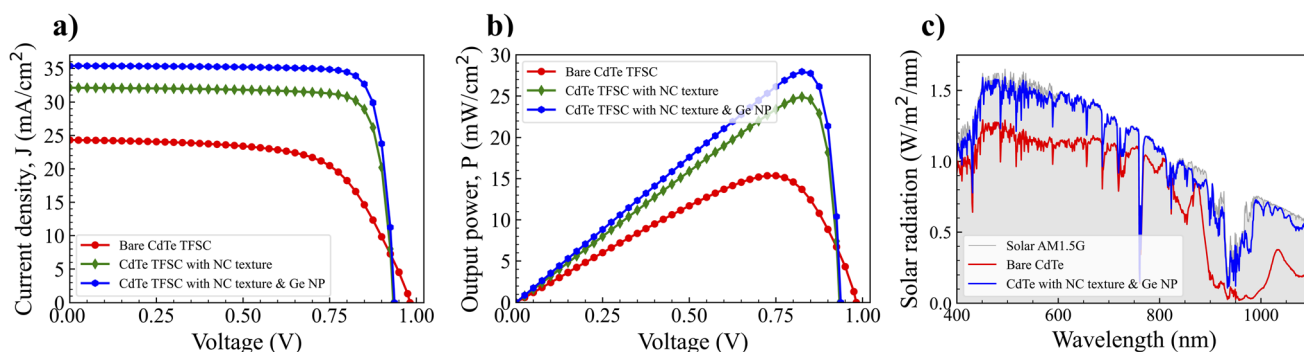 a)
Current density, J (mA/cm²)
35
30
25
20
15
10
5
0
Bare CdTe TFSC
CdTe TFSC with NC texture
CdTe TFSC with NC texture & Ge NP
0.00 0.25 0.50 0.75 1.00
Voltage (V)
b)
Output power, P (mW/cm²)
30
25
20
15
10
5
0
Bare CdTe TFSC
CdTe TFSC with NC texture
CdTe TFSC with NC texture & Ge NP
0.00 0.25 0.50 0.75 1.00
Voltage (V)
c)
Solar radiation (W/m²/nm)
1.5
1.0
0.5
0.0
Solar AM1.5G
Bare CdTe
CdTe with NC texture & Ge NP
400 600 800 1000
Wavelength (nm)